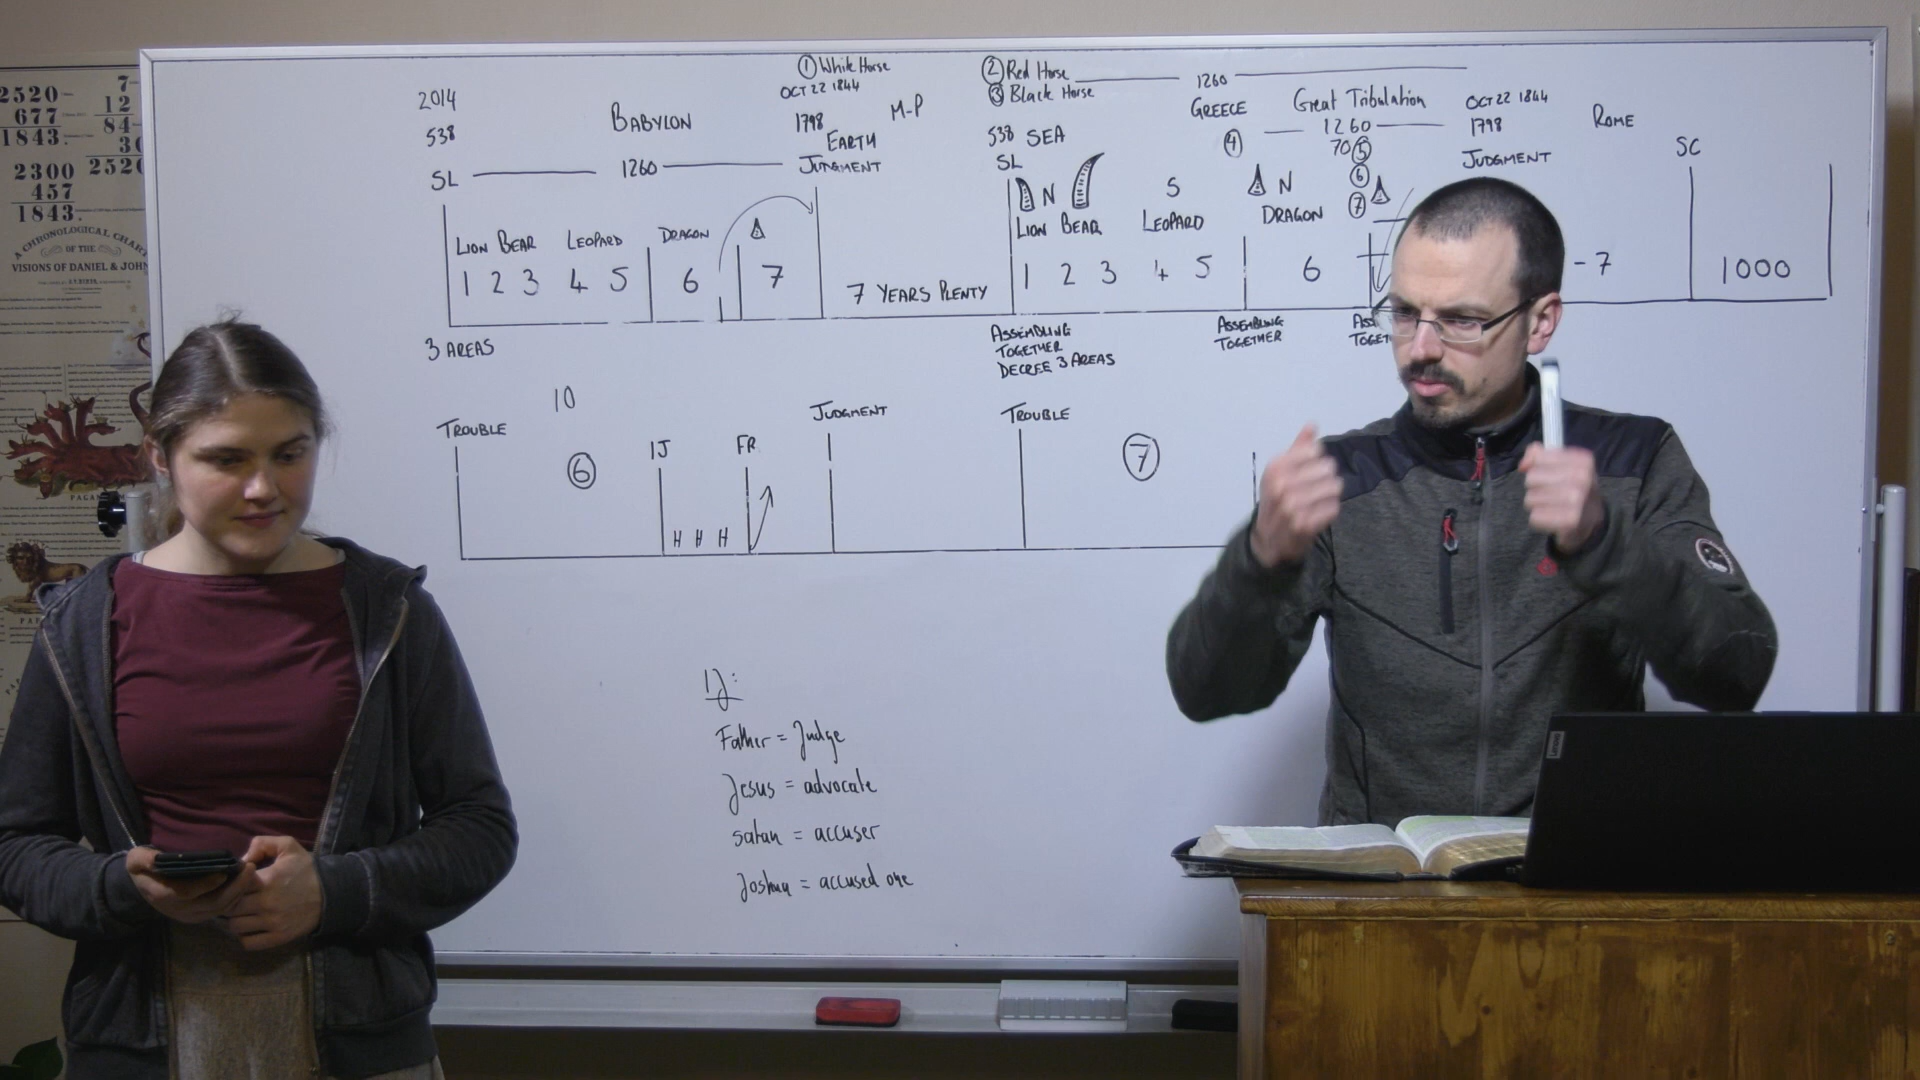 2520
677
1843.
2300
457
1843.
7
12
84
2520
A CHRONOLOGICAL CHART
OF THE
VISIONS OF DANIEL & JOHN
2014
538
BABYLON
① White Horse
OCT 22 1844
1798
M-P
EARTH
SL
1260
JUDGMENT
LION BEAR LEOPARD DRAGON
1 2 3 4 5 6 7
7 YEARS PLENTY
3 AREAS
② Red Horse
1260
③ Black Horse
GREECE
Great Tribulation
OCT 22 1844
ROME
538 SEA
④
1260
1798
SL
70 ⑤
⑥
⑦
JUDGMENT
SC
N S N
LION BEAR LEOPARD DRAGON
1 2 3 4 5 6 -7 1000
ASSEMBLING
TOGETHER
DECREE 3 AREAS
ASSEMBLING
TOGETHER
10
TROUBLE
⑥
IJ
FR
JUDGMENT
H H H
TROUBLE
⑦
IJ:
Father = Judge
Jesus = advocate
Satan = accuser
Joshua = accused one
Lenovo